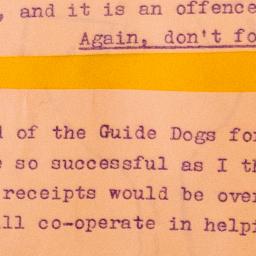 , and it is an offence
Again, don't fo
l of the Guide Dogs for
e so successful as I th
receipts would be over
ll co-operate in helpi